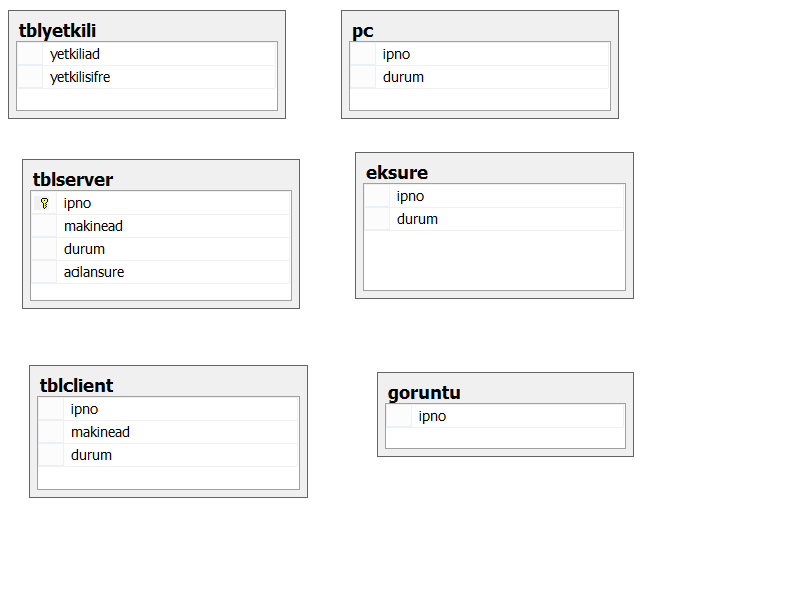 tblyetkili
yetkiliad
yetkilisifre
pc
ipno
durum
tblserver
ipno
makinead
durum
acilansure
eksure
ipno
durum
tblclient
ipno
makinead
durum
goruntu
ipno